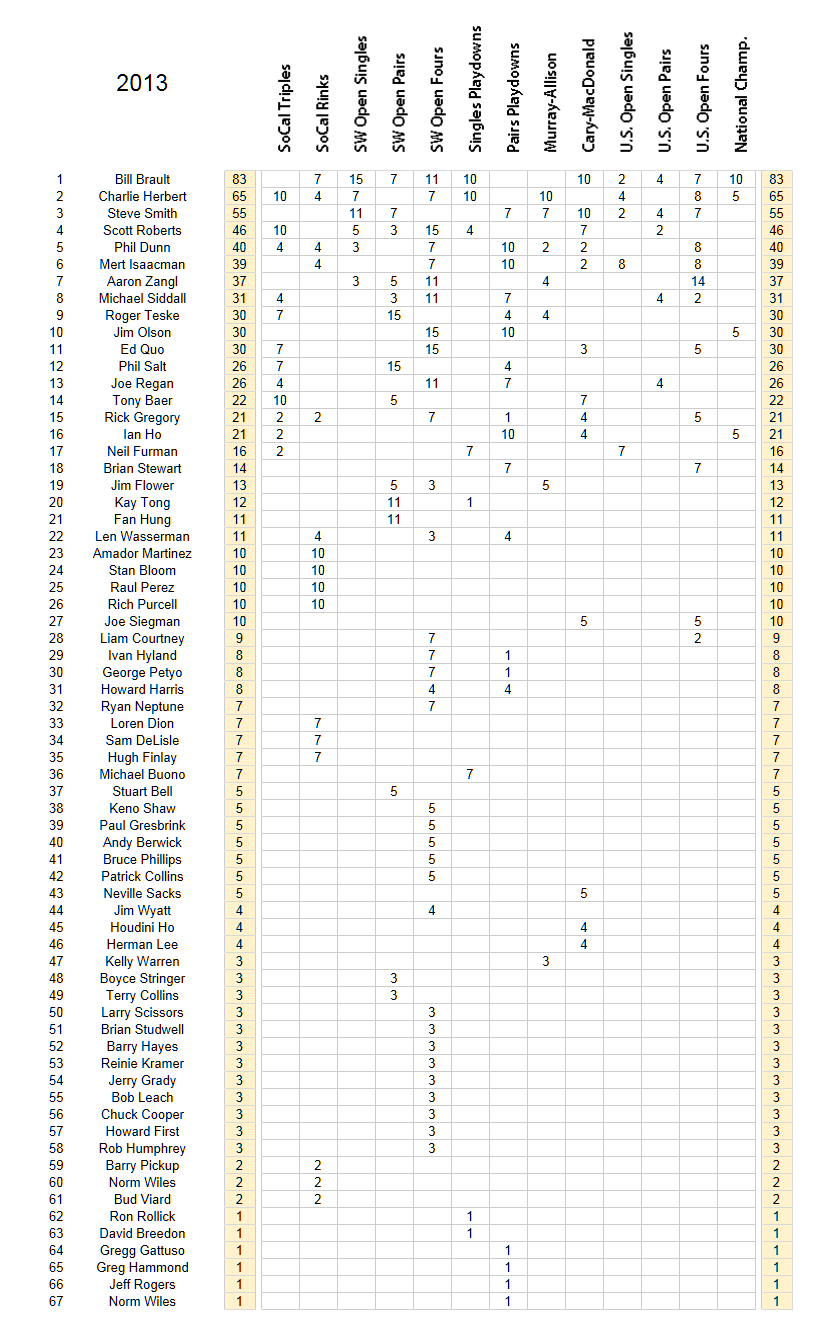 2013 SoCal Triples SoCal Rinks SW Open Singles SW Open Pairs SW Open Fours Singles Playdowns Pairs Playdowns Murray-Allison Cary-MacDonald U.S. Open Singles U.S. Open Pairs U.S. Open Fours National Champ.
1 Bill Brault 83 7 15 7 11 10 10 2 4 7 10 83
2 Charlie Herbert 65 10 4 7 7 10 10 4 8 5 65
3 Steve Smith 55 11 7 7 7 10 2 4 7 55
4 Scott Roberts 46 10 5 3 15 4 7 2 46
5 Phil Dunn 40 4 4 3 7 10 2 2 8 40
6 Mert Isaacman 39 4 7 10 2 8 8 39
7 Aaron Zangl 37 3 5 11 4 14 37
8 Michael Siddall 31 4 3 11 7 4 2 31
9 Roger Teske 30 7 15 4 4 30
10 Jim Olson 30 15 10 5 30
11 Ed Quo 30 7 15 3 5 30
12 Phil Salt 26 7 15 4 26
13 Joe Regan 26 4 11 7 4 26
14 Tony Baer 22 10 5 7 22
15 Rick Gregory 21 2 2 7 1 4 5 21
16 Ian Ho 21 2 10 4 5 21
17 Neil Furman 16 2 7 7 16
18 Brian Stewart 14 7 7 14
19 Jim Flower 13 5 3 5 13
20 Kay Tong 12 11 1 12
21 Fan Hung 11 11 11
22 Len Wasserman 11 4 3 4 11
23 Amador Martinez 10 10 10
24 Stan Bloom 10 10 10
25 Raul Perez 10 10 10
26 Rich Purcell 10 10 10
27 Joe Siegman 10 5 5 10
28 Liam Courtney 9 7 2 9
29 Ivan Hyland 8 7 1 8
30 George Petyo 8 7 1 8
31 Howard Harris 8 4 4 8
32 Ryan Neptune 7 7 7
33 Loren Dion 7 7 7
34 Sam DeLisle 7 7 7
35 Hugh Finlay 7 7 7
36 Michael Buono 7 7 7
37 Stuart Bell 5 5 5
38 Keno Shaw 5 5 5
39 Paul Gresbrink 5 5 5
40 Andy Berwick 5 5 5
41 Bruce Phillips 5 5 5
42 Patrick Collins 5 5 5
43 Neville Sacks 5 5 5
44 Jim Wyatt 4 4 4
45 Houdini Ho 4 4 4
46 Herman Lee 4 4 4
47 Kelly Warren 3 3 3
48 Boyce Stringer 3 3 3
49 Terry Collins 3 3 3
50 Larry Scissors 3 3 3
51 Brian Studwell 3 3 3
52 Barry Hayes 3 3 3
53 Reinie Kramer 3 3 3
54 Jerry Grady 3 3 3
55 Bob Leach 3 3 3
56 Chuck Cooper 3 3 3
57 Howard First 3 3 3
58 Rob Humphrey 3 3 3
59 Barry Pickup 2 2 2
60 Norm Wiles 2 2 2
61 Bud Viard 2 2 2
62 Ron Rollick 1 1 1
63 David Breedon 1 1 1
64 Gregg Gattuso 1 1 1
65 Greg Hammond 1 1 1
66 Jeff Rogers 1 1 1
67 Norm Wiles 1 1 1